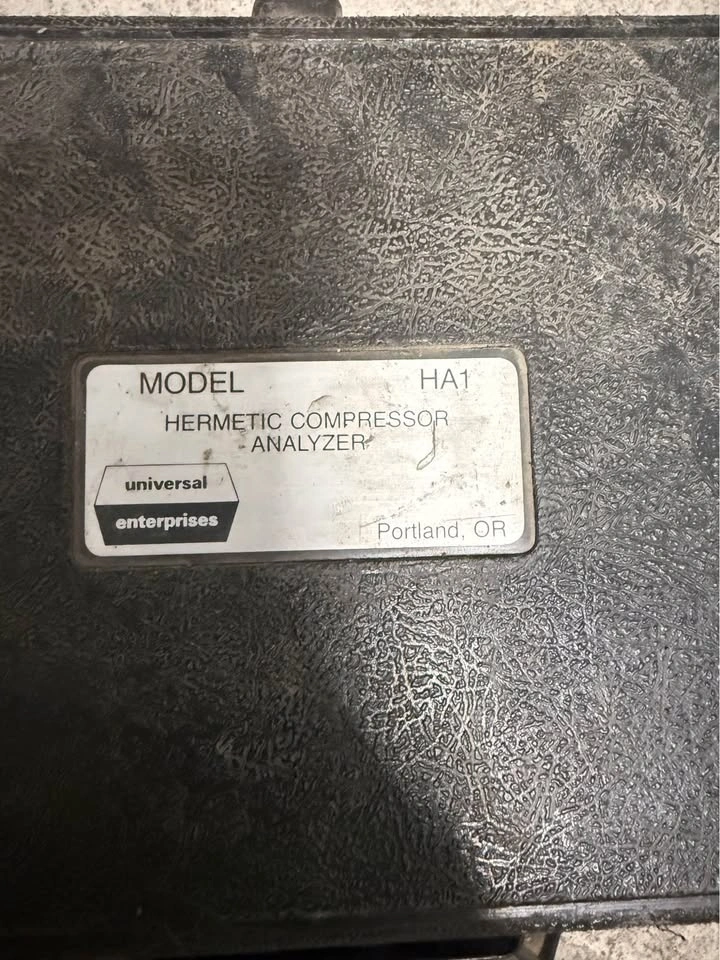 MODEL HA1
HERMETIC COMPRESSOR
ANALYZER
universal
enterprises
Portland, OR